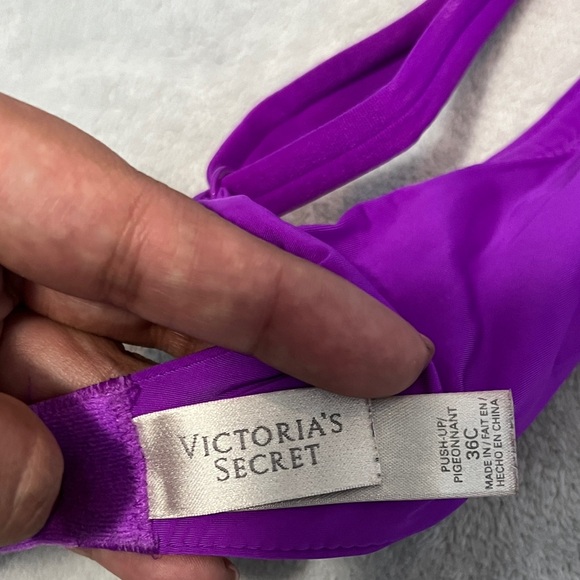 VICTORIA'S
SECRET
PUSH-UP/
PIGEONNANT
36C
MADE IN / FAIT EN /
HECHO EN CHINA